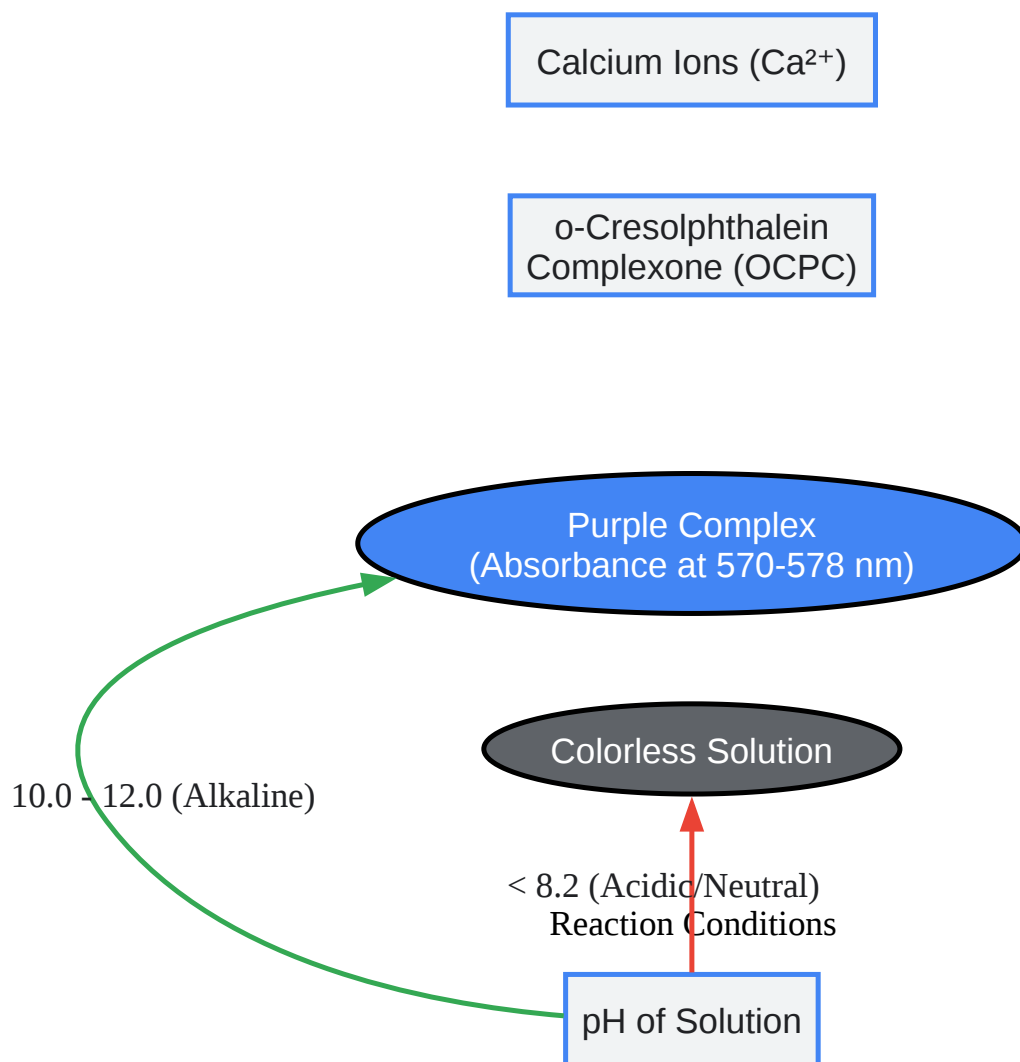 Calcium Ions (Ca²⁺)
o-Cresolphthalein
Complexone (OCPC)
Purple Complex
(Absorbance at 570-578 nm)
Colorless Solution
10.0 - 12.0 (Alkaline)
< 8.2 (Acidic/Neutral)
Reaction Conditions
pH of Solution